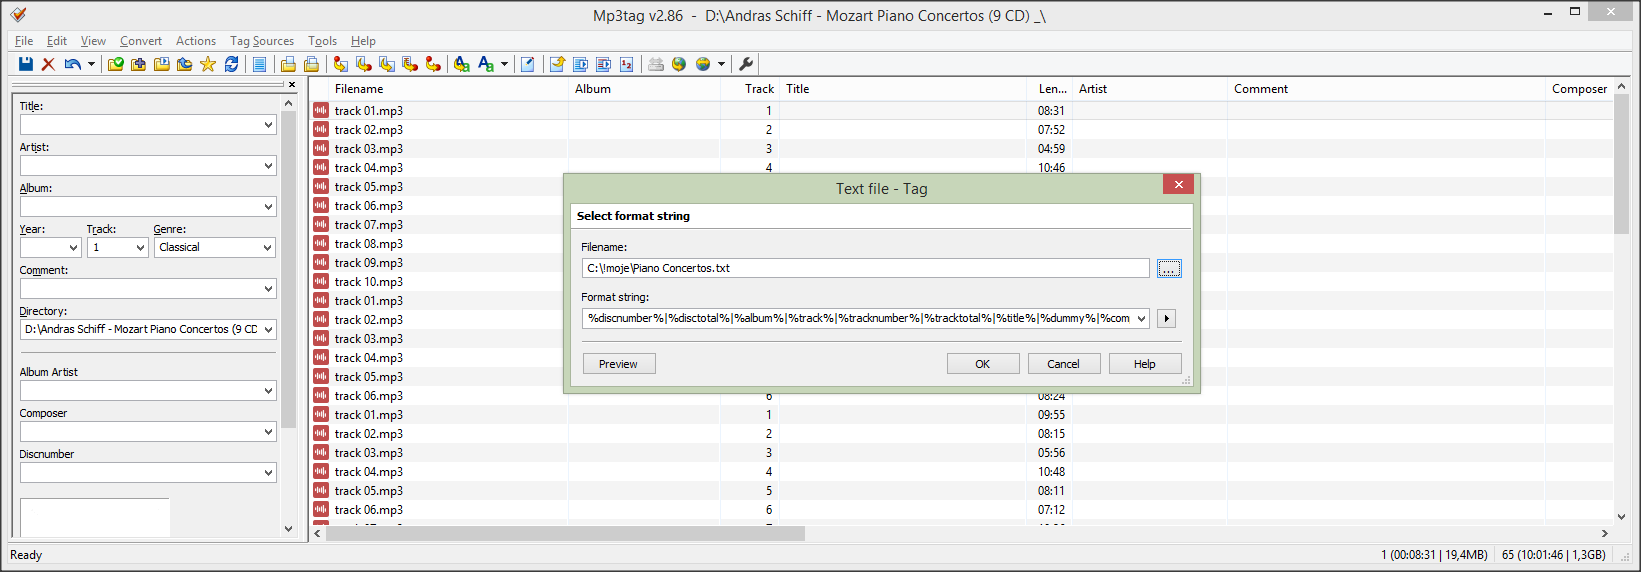 Mp3tag v2.86 - D:\Andras Schiff - Mozart Piano Concertos (9 CD) _\
File Edit View Convert Actions Tag Sources Tools Help
Title:
Artist:
Album:
Year: Track: Genre:
1 Classical
Comment:
Directory:
D:\Andras Schiff - Mozart Piano Concertos (9 CD
Album Artist
Composer
Discnumber
Filename Album Track Title Len... Artist Comment Composer
track 01.mp3 1 08:31
track 02.mp3 2 07:52
track 03.mp3 3 04:59
track 04.mp3 4 10:46
track 05.mp3
track 06.mp3
track 07.mp3
track 08.mp3
track 09.mp3
track 10.mp3
track 01.mp3
track 02.mp3
track 03.mp3
track 04.mp3
track 05.mp3
track 06.mp3 6 08:24
track 01.mp3 1 09:55
track 02.mp3 2 08:15
track 03.mp3 3 05:56
track 04.mp3 4 10:48
track 05.mp3 5 08:11
track 06.mp3 6 07:12
Text file - Tag
Select format string
Filename:
C:\!moje\Piano Concertos.txt
...
Format string:
%discnumber%|%disctotal%|%album%|%track%|%tracknumber%|%tracktotal%|%title%|%dummy%|%com
Preview OK Cancel Help
Ready 1 (00:08:31 | 19,4MB) 65 (10:01:46 | 1,3GB)